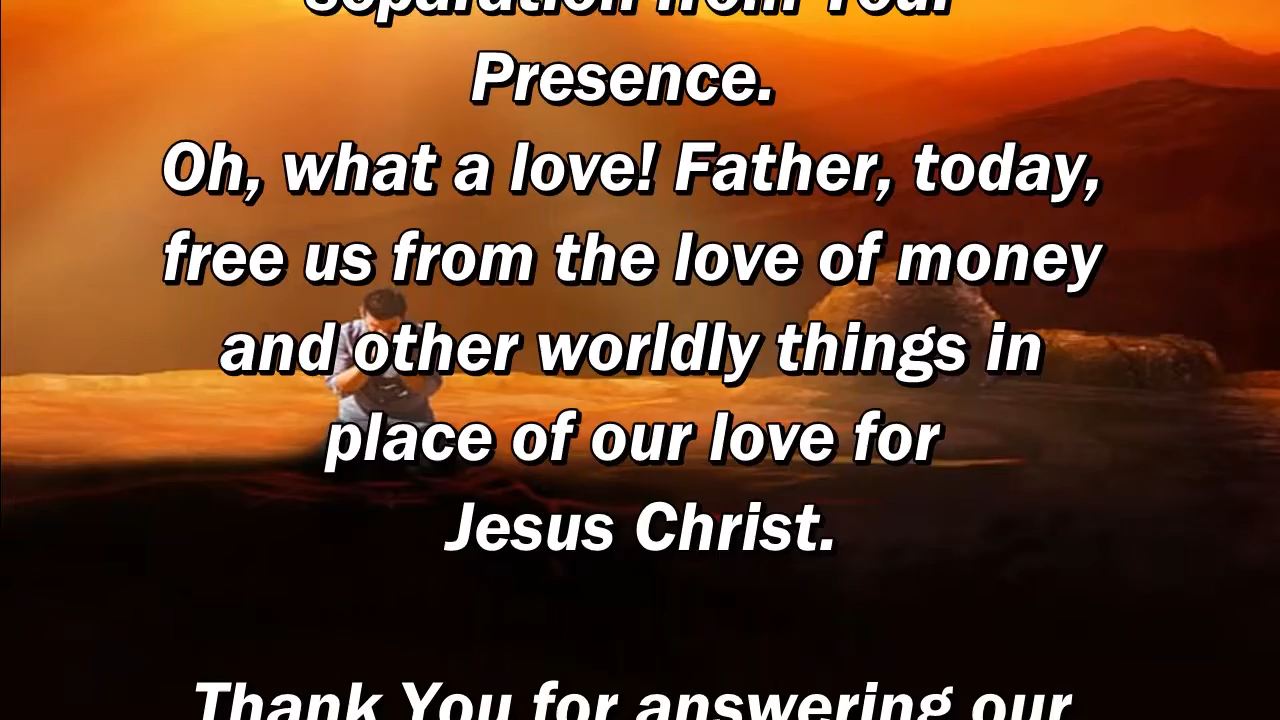 separation from Your
Presence.
Oh, what a love! Father, today,
free us from the love of money
and other worldly things in
place of our love for
Jesus Christ.
Thank You for answering our